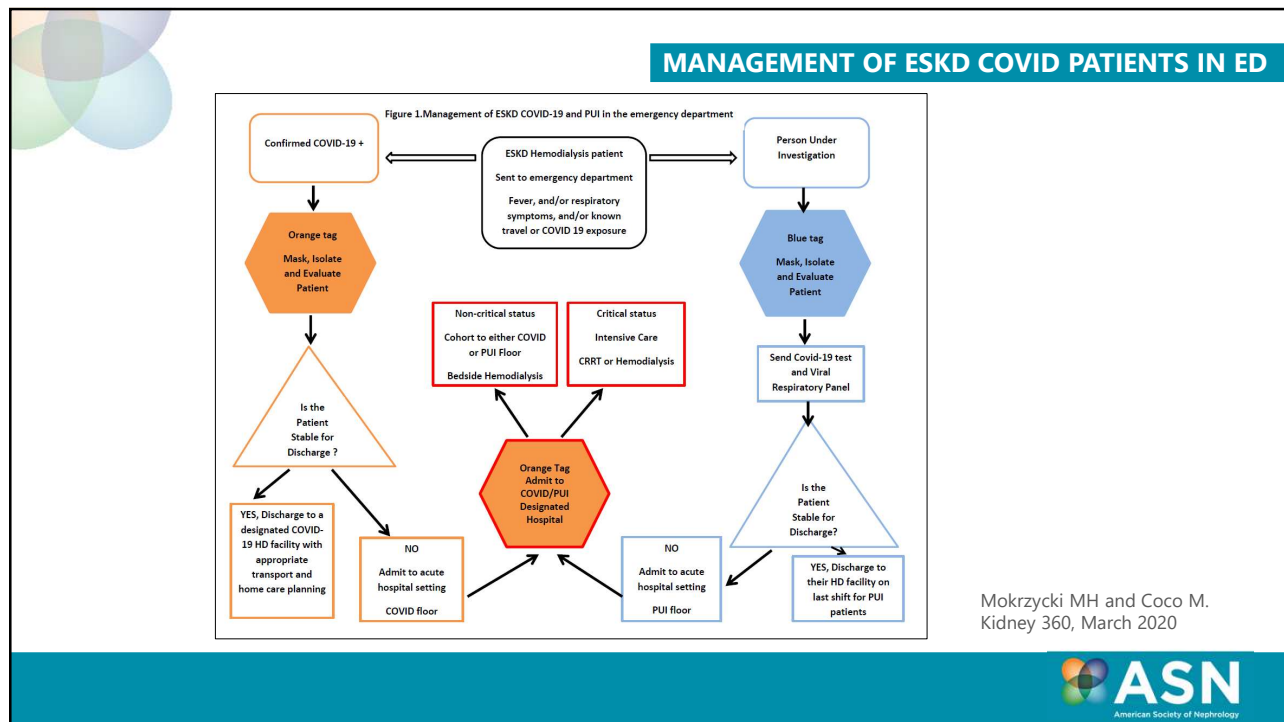 MANAGEMENT OF ESKD COVID PATIENTS IN ED
Figure 1.Management of ESKD COVID-19 and PUI in the emergency department
Confirmed COVID-19 +
ESKD Hemodialysis patient
Sent to emergency department
Fever, and/or respiratory
symptoms, and/or known
travel or COVID 19 exposure
Person Under
Investigation
Orange tag
Mask, Isolate
and Evaluate
Patient
Blue tag
Mask, Isolate
and Evaluate
Patient
Non-critical status
Cohort to either COVID
or PUI Floor
Bedside Hemodialysis
Critical status
Intensive Care
CRRT or Hemodialysis
Send Covid-19 test
and Viral
Respiratory Panel
Is the
Patient
Stable for
Discharge ?
Orange Tag
Admit to
COVID/PUI
Designated
Hospital
Is the
Patient
Stable for
Discharge?
YES, Discharge to a
designated COVID-
19 HD facility with
appropriate
transport and
home care planning
NO
Admit to acute
hospital setting
COVID floor
NO
Admit to acute
hospital setting
PUI floor
YES, Discharge to
their HD facility on
last shift for PUI
patients
Mokrzycki MH and Coco M.
Kidney 360, March 2020
ASN
American Society of Nephrology